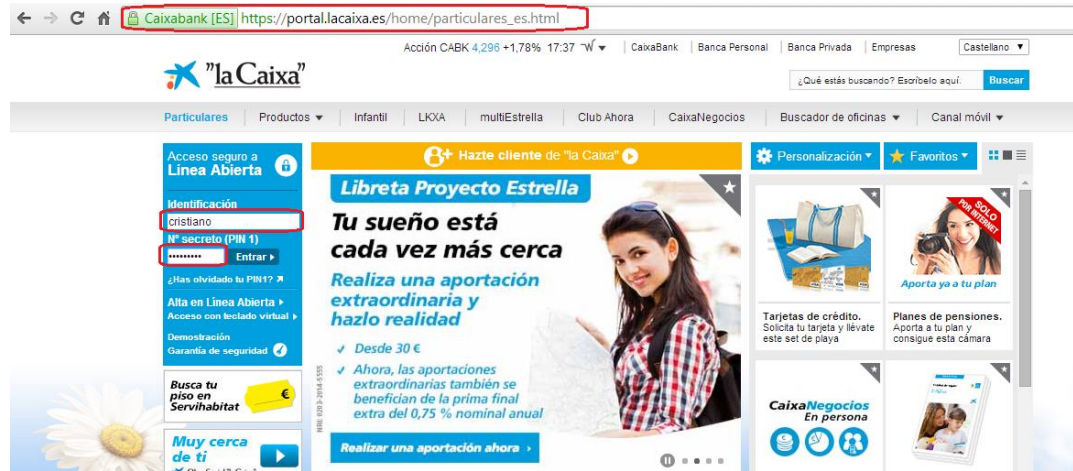 Caixabank [ES] https://portal.lacaixa.es/home/particulares_es.html
Acción CABK 4,296 +1,78% 17:37 CaixaBank Banca Personal Banca Privada Empresas Castellano
"la Caixa"
¿Qué estás buscando? Escríbelo aquí. Buscar
Particulares Productos Infantil LKXA multiEstrella Club Ahora CaixaNegocios Buscador de oficinas Canal móvil
Acceso seguro a
Línea Abierta
Identificación
cristiano
Nº secreto (PIN 1)
Entrar
¿Has olvidado tu PIN1?
Alta en Línea Abierta
Acceso con teclado virtual
Demostración
Garantía de seguridad
Busca tu
piso en
Servihabitat
€
Muy cerca
de ti
Hazte cliente de "la Caixa"
Libreta Proyecto Estrella
Tu sueño está
cada vez más cerca
Realiza una aportación
extraordinaria y
hazlo realidad
Desde 30 €
Ahora, las aportaciones
extraordinarias también se
benefician de la prima final
extra del 0,75 % nominal anual
Realizar una aportación ahora
NRI: 0203-2014-5555
Personalización Favoritos
SOLO
POR INTERNET
Aporta ya a tu plan
Tarjetas de crédito.
Solicita tu tarjeta y llévate
este set de playa
Planes de pensiones.
Aporta a tu plan y
consigue esta cámara
CaixaNegocios
En persona